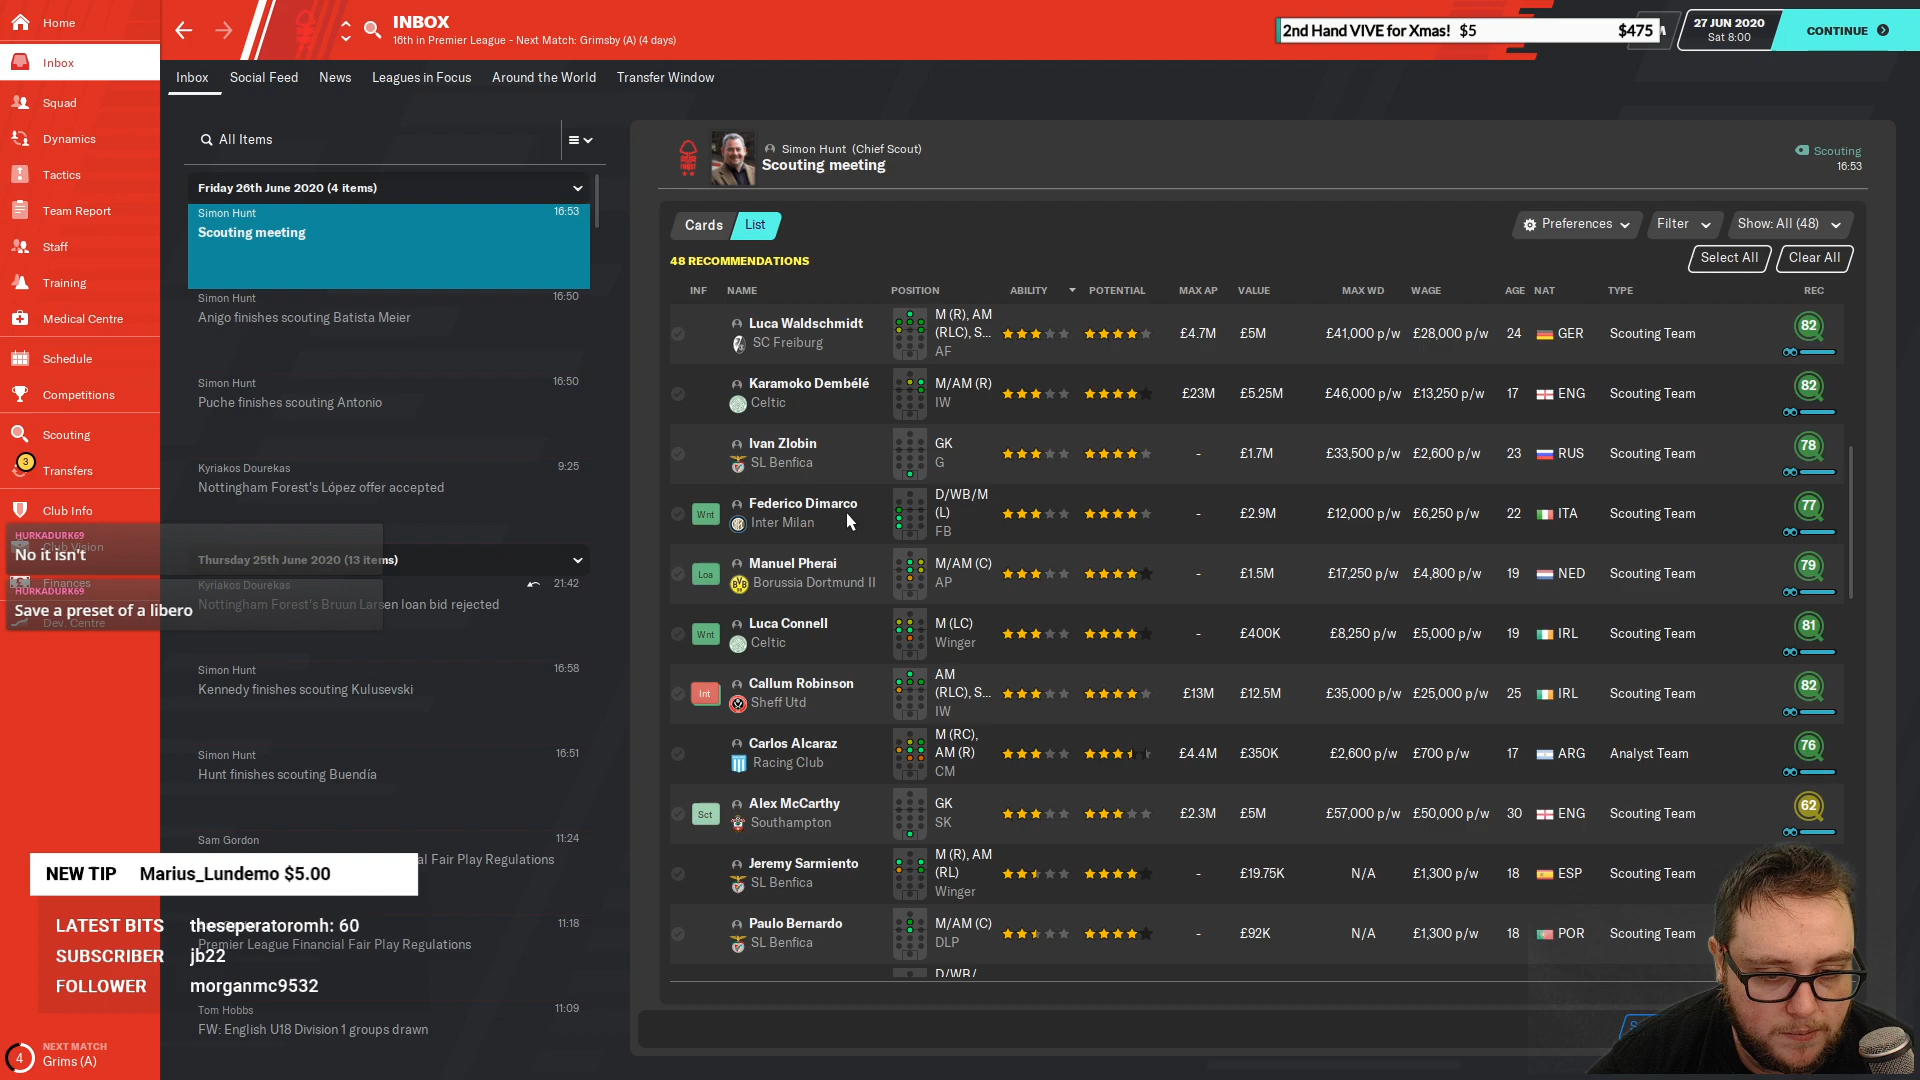 Home
Inbox
Squad
Dynamics
Tactics
Team Report
Staff
Training
Medical Centre
Schedule
Competitions
Scouting
3
Transfers
Club Info
Club Vision
Finances
Dev. Centre
HURKADURK69
No it isn't
HURKADURK69
Save a preset of a libero
4
NEXT MATCH
Grims (A)
INBOX
16th in Premier League - Next Match: Grimsby (A) (4 days)
2nd Hand VIVE for Xmas! $5 $475
27 JUN 2020
Sat 8:00
CONTINUE
Inbox Social Feed News Leagues in Focus Around the World Transfer Window
All Items
Friday 26th June 2020 (4 items)
Simon Hunt 16:53
Scouting meeting
Simon Hunt 16:50
Anigo finishes scouting Batista Meier
Simon Hunt 16:50
Puche finishes scouting Antonio
Kyriakos Dourekas 9:25
Nottingham Forest's López offer accepted
Thursday 25th June 2020 (13 items)
Kyriakos Dourekas 21:42
Nottingham Forest's Bruun Larsen loan bid rejected
Simon Hunt 16:58
Kennedy finishes scouting Kulusevski
Simon Hunt 16:51
Hunt finishes scouting Buendía
Sam Gordon 11:24
al Fair Play Regulations
11:18
Premier League Financial Fair Play Regulations
Tom Hobbs 11:09
FW: English U18 Division 1 groups drawn
NEW TIP Marius_Lundemo $5.00
LATEST BITS theseperatoromh: 60
SUBSCRIBER jb22
FOLLOWER morganmc9532
Simon Hunt (Chief Scout)
Scouting meeting
Scouting
16:53
Cards List
Preferences Filter Show: All (48)
48 RECOMMENDATIONS
Select All Clear All
INF NAME POSITION ABILITY POTENTIAL MAX AP VALUE MAX WD WAGE AGE NAT TYPE REC
Luca Waldschmidt SC Freiburg M (R), AM (RLC), S... AF £4.7M £5M £41,000 p/w £28,000 p/w 24 GER Scouting Team 82
Karamoko Dembélé Celtic M/AM (R) IW £23M £5.25M £46,000 p/w £13,250 p/w 17 ENG Scouting Team 82
Ivan Zlobin SL Benfica GK G - £1.7M £33,500 p/w £2,600 p/w 23 RUS Scouting Team 78
Wnt Federico Dimarco Inter Milan D/WB/M (L) FB - £2.9M £12,000 p/w £6,250 p/w 22 ITA Scouting Team 77
Loa Manuel Pherai Borussia Dortmund II M/AM (C) AP - £1.5M £17,250 p/w £4,800 p/w 19 NED Scouting Team 79
Wnt Luca Connell Celtic M (LC) Winger - £400K £8,250 p/w £5,000 p/w 19 IRL Scouting Team 81
Int Callum Robinson Sheff Utd AM (RLC), S... IW £13M £12.5M £35,000 p/w £25,000 p/w 25 IRL Scouting Team 82
Carlos Alcaraz Racing Club M (RC), AM (R) CM £4.4M £350K £2,600 p/w £700 p/w 17 ARG Analyst Team 76
Sct Alex McCarthy Southampton GK SK £2.3M £5M £57,000 p/w £50,000 p/w 30 ENG Scouting Team 62
Jeremy Sarmiento SL Benfica M (R), AM (RL) Winger - £19.75K N/A £1,300 p/w 18 ESP Scouting Team
Paulo Bernardo SL Benfica M/AM (C) DLP - £92K N/A £1,300 p/w 18 POR Scouting Team
D/WB/